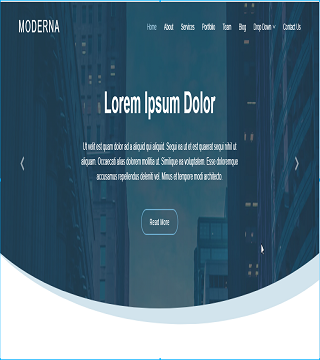 MODERNA
Home About Services Portfolio Team Blog Drop Down Contact Us
Lorem Ipsum Dolor
Ut velit est quam dolor ad a aliquid qui aliquid. Sequi ea ut et est quaerat sequi nihil ut
aliquam. Occaecati alias dolorem mollitia ut. Similique ea voluptatem. Esse doloremque
accusamus repellendus deleniti vel. Minus et tempore modi architecto.
Read More